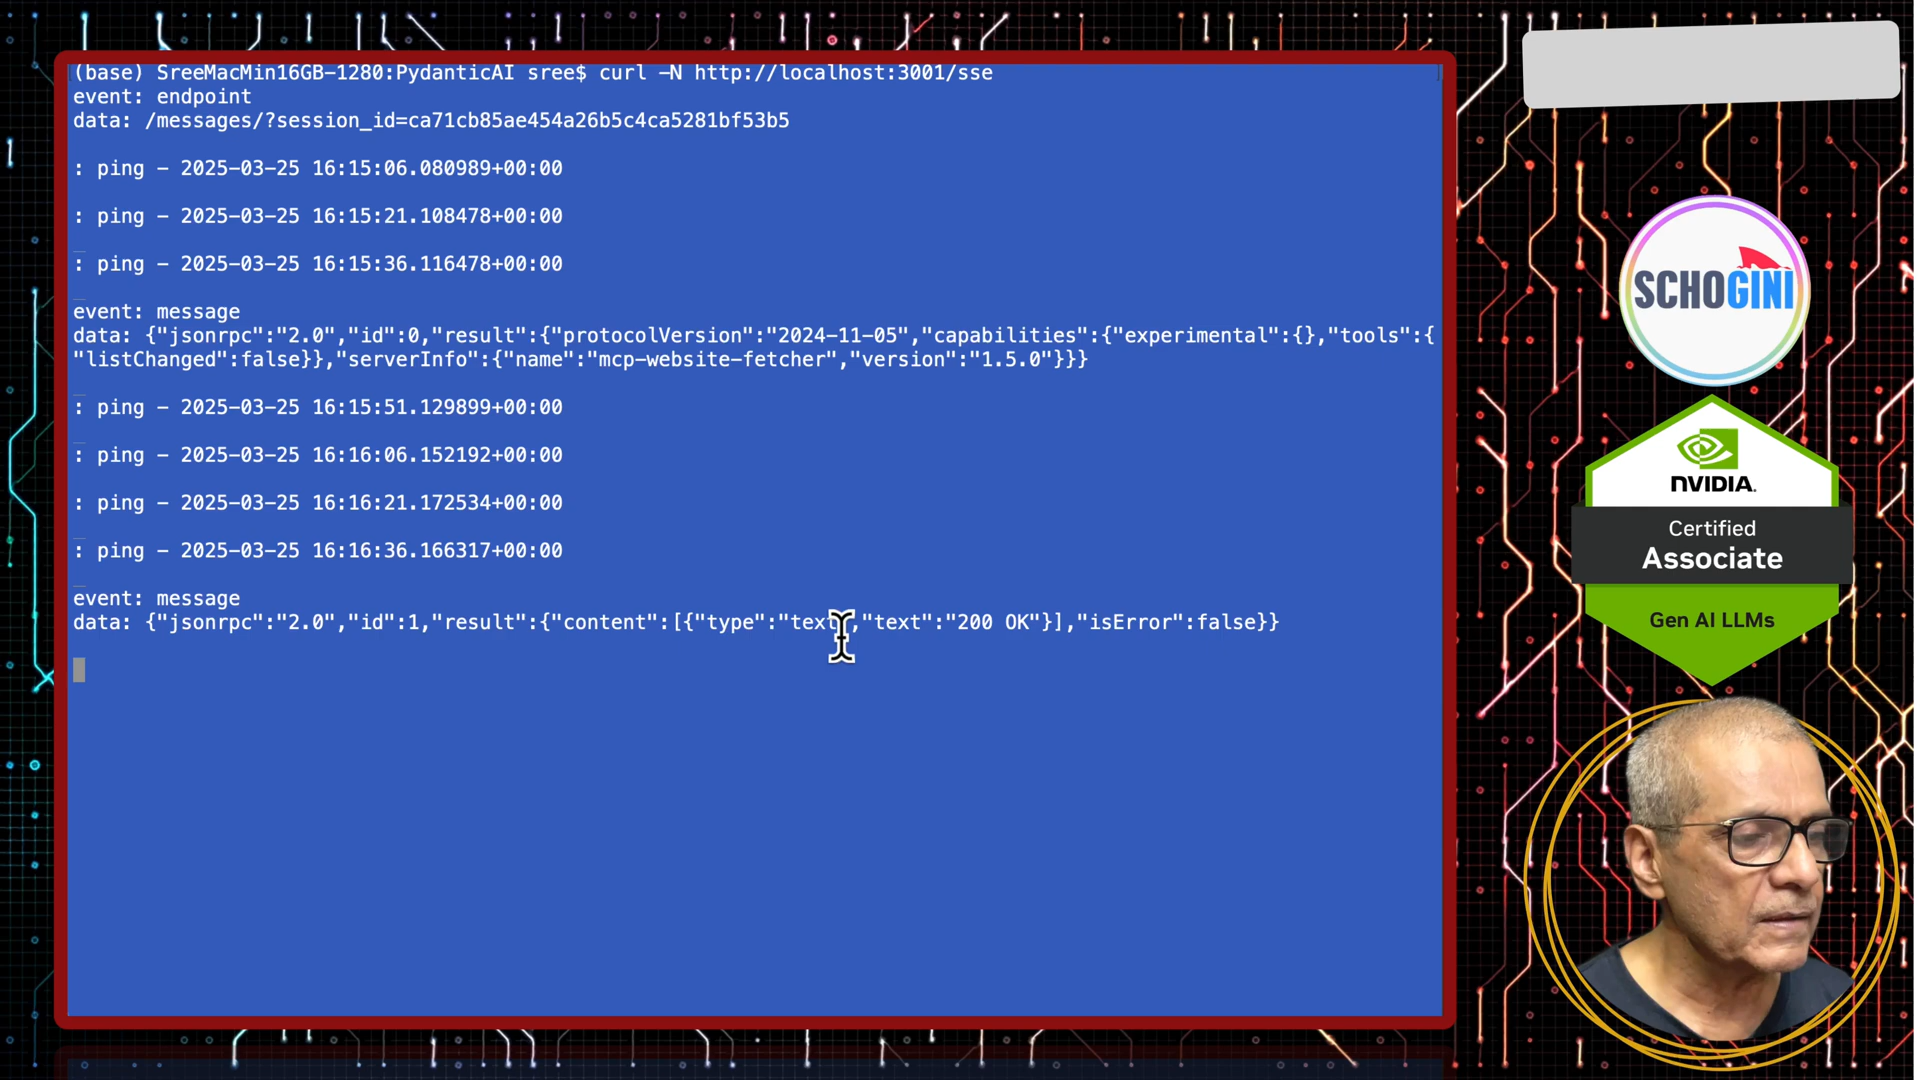 (base) SreeMacMin16GB-1280:PydanticAI sree$ curl -N http://localhost:3001/sse
event: endpoint
data: /messages/?session_id=ca71cb85ae454a26b5c4ca5281bf53b5
: ping - 2025-03-25 16:15:06.080989+00:00
: ping - 2025-03-25 16:15:21.108478+00:00
: ping - 2025-03-25 16:15:36.116478+00:00
event: message
data: {"jsonrpc":"2.0","id":0,"result":{"protocolVersion":"2024-11-05","capabilities":{"experimental":{},"tools":{
"listChanged":false}},"serverInfo":{"name":"mcp-website-fetcher","version":"1.5.0"}}}
: ping - 2025-03-25 16:15:51.129899+00:00
: ping - 2025-03-25 16:16:06.152192+00:00
: ping - 2025-03-25 16:16:21.172534+00:00
: ping - 2025-03-25 16:16:36.166317+00:00
event: message
data: {"jsonrpc":"2.0","id":1,"result":{"content":[{"type":"text","text":"200 OK"}],"isError":false}}
SCHOGINI
NVIDIA.
Certified
Associate
Gen AI LLMs